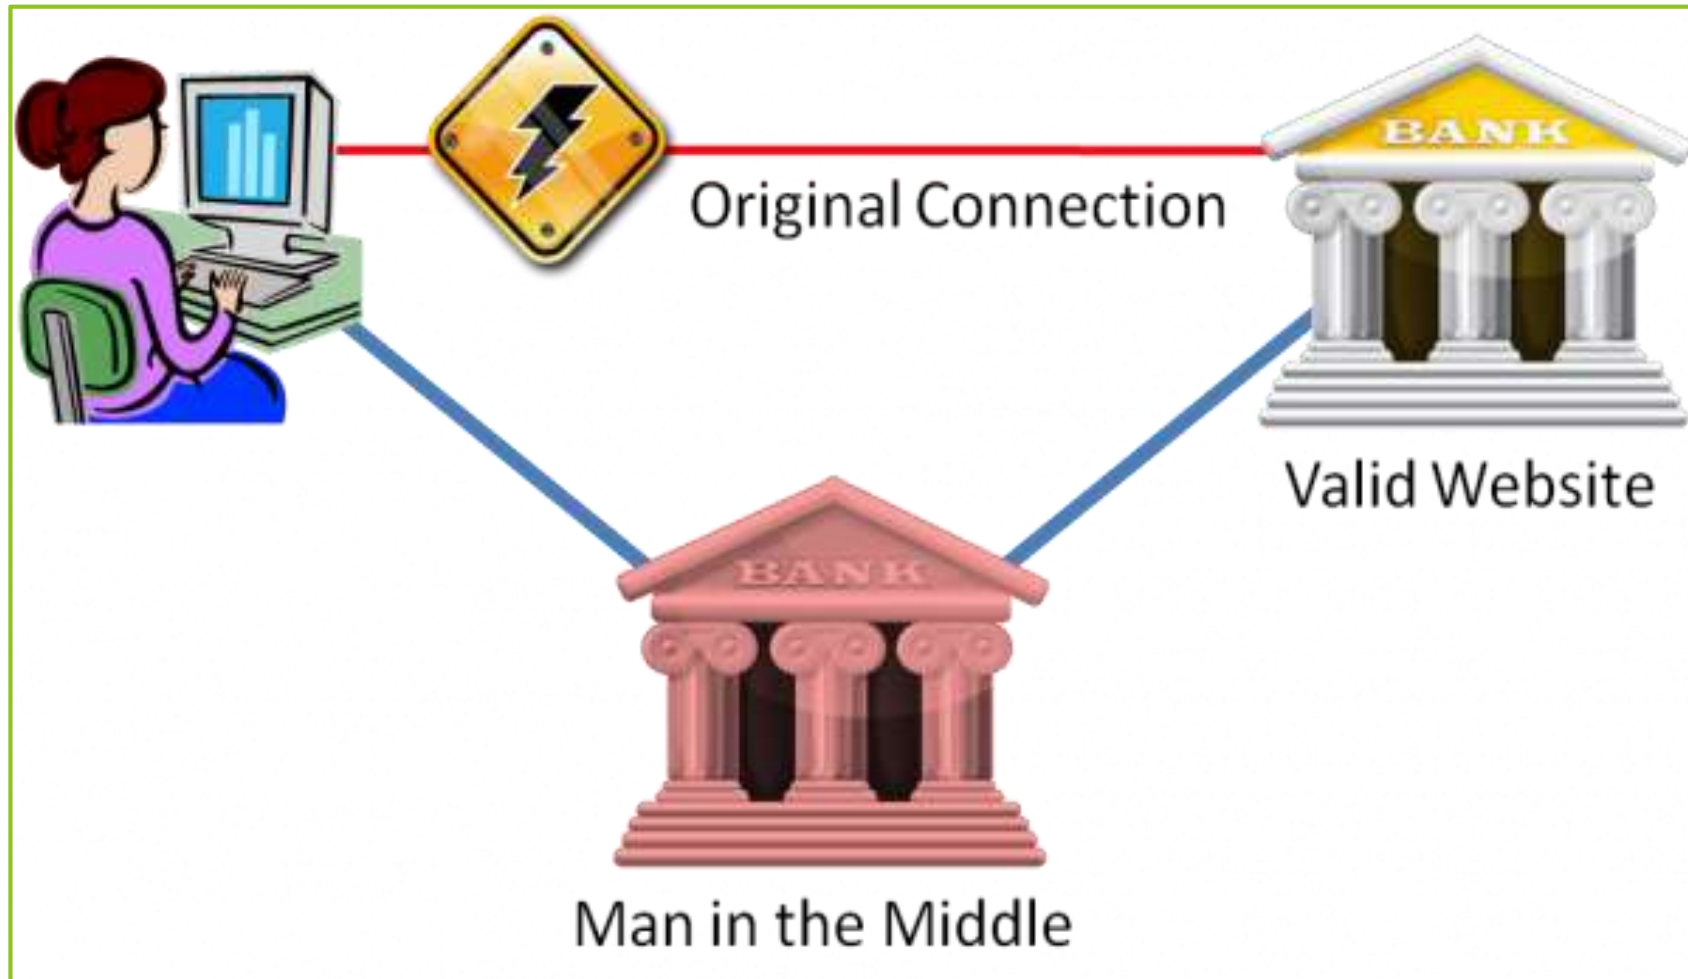 BANK
Original Connection
Valid Website
BANK
Man in the Middle